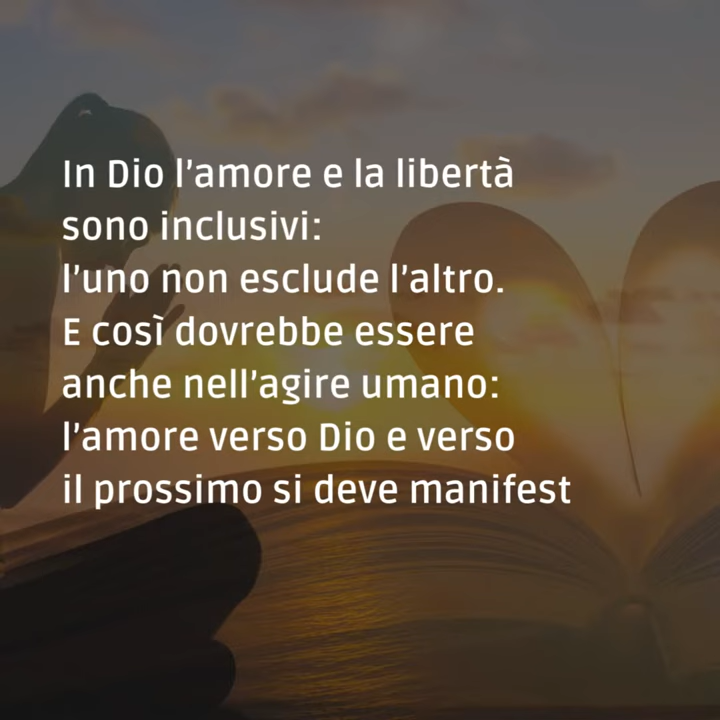 In Dio l’amore e la libertà
sono inclusivi:
l’uno non esclude l’altro.
E così dovrebbe essere
anche nell’agire umano:
l’amore verso Dio e verso
il prossimo si deve manifest